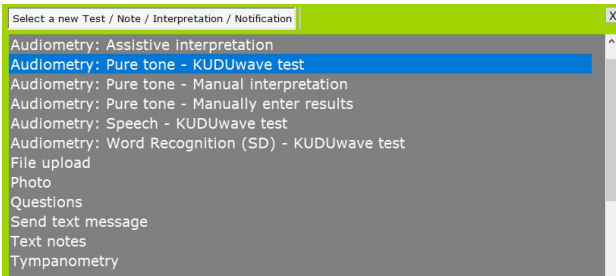 Select a new Test / Note / Interpretation / Notification
X
Audiometry: Assistive interpretation
Audiometry: Pure tone - KUDUwave test
Audiometry: Pure tone - Manual interpretation
Audiometry: Pure tone - Manually enter results
Audiometry: Speech - KUDUwave test
Audiometry: Word Recognition (SD) - KUDUwave test
File upload
Photo
Questions
Send text message
Text notes
Tympanometry